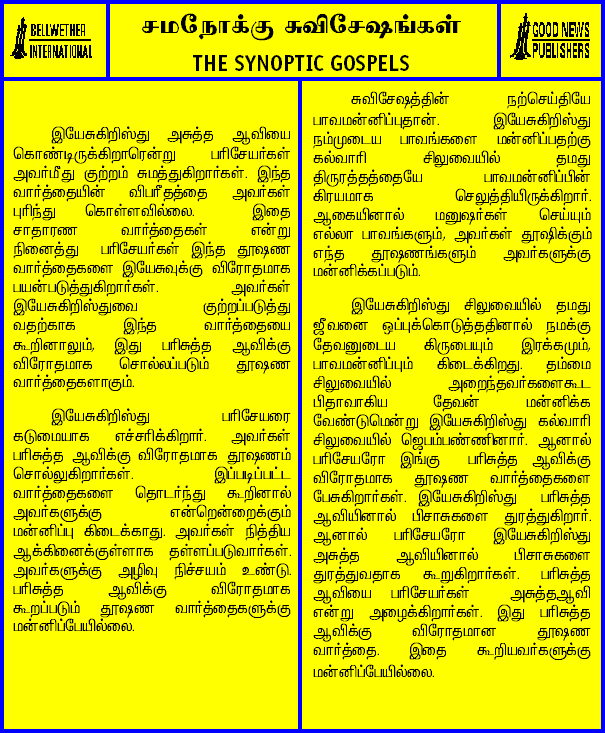 BELLWETHER
INTERNATIONAL
சமநோக்கு சுவிசேஷங்கள்
THE SYNOPTIC GOSPELS
GOOD NEWS
PUBLISHERS
இயேசுகிறிஸ்து அசுத்த ஆவியை
கொண்டிருக்கிறாரென்று பரிசேயர்கள்
அவர்மீது குற்றம் சுமத்துகிறார்கள். இந்த
வார்த்தையின் விபரீதத்தை அவர்கள்
புரிந்து கொள்ளவில்லை. இதை
சாதாரண வார்த்தைகள் என்று
நினைத்து பரிசேயர்கள் இந்த தூஷண
வார்த்தைகளை இயேசுவுக்கு விரோதமாக
பயன்படுத்துகிறார்கள். அவர்கள்
இயேசுகிறிஸ்துவை குற்றப்படுத்து
வதற்காக இந்த வார்த்தையை
கூறினாலும், இது பரிசுத்த ஆவிக்கு
விரோதமாக சொல்லப்படும் தூஷண
வார்த்தைகளாகும்.
இயேசுகிறிஸ்து பரிசேயரை
கடுமையாக எச்சரிக்கிறார். அவர்கள்
பரிசுத்த ஆவிக்கு விரோதமாக தூஷணம்
சொல்லுகிறார்கள். இப்படிப்பட்ட
வார்த்தைகளை தொடர்ந்து கூறினால்
அவர்களுக்கு என்றென்றைக்கும்
மன்னிப்பு கிடைக்காது. அவர்கள் நித்திய
ஆக்கினைக்குள்ளாக தள்ளப்படுவார்கள்.
அவர்களுக்கு அழிவு நிச்சயம் உண்டு.
பரிசுத்த ஆவிக்கு விரோதமாக
கூறப்படும் தூஷண வார்த்தைகளுக்கு
மன்னிப்பேயில்லை.
சுவிசேஷத்தின் நற்செய்தியே
பாவமன்னிப்புதான். இயேசுகிறிஸ்து
நம்முடைய பாவங்களை மன்னிப்பதற்கு
கல்வாரி சிலுவையில் தமது
திருரத்தத்தையே பாவமன்னிப்பின்
கிரயமாக செலுத்தியிருக்கிறார்.
ஆகையினால் மனுஷர்கள் செய்யும்
எல்லா பாவங்களும், அவர்கள் தூஷிக்கும்
எந்த தூஷணங்களும் அவர்களுக்கு
மன்னிக்கப்படும்.
இயேசுகிறிஸ்து சிலுவையில் தமது
ஜீவனை ஒப்புக்கொடுத்ததினால் நமக்கு
தேவனுடைய கிருபையும் இரக்கமும்,
பாவமன்னிப்பும் கிடைக்கிறது. தம்மை
சிலுவையில் அறைந்தவர்களைகூட
பிதாவாகிய தேவன் மன்னிக்க
வேண்டுமென்று இயேசுகிறிஸ்து கல்வாரி
சிலுவையில் ஜெபம்பண்ணினார். ஆனால்
பரிசேயரோ இங்கு பரிசுத்த ஆவிக்கு
விரோதமாக தூஷண வார்த்தைகளை
பேசுகிறார்கள். இயேசுகிறிஸ்து பரிசுத்த
ஆவியினால் பிசாசுகளை துரத்துகிறார்.
ஆனால் பரிசேயரோ இயேசுகிறிஸ்து
அசுத்த ஆவியினால் பிசாசுகளை
துரத்துவதாக கூறுகிறார்கள். பரிசுத்த
ஆவியை பரிசேயர்கள் அசுத்தஆவி
என்று அழைக்கிறார்கள். இது பரிசுத்த
ஆவிக்கு விரோதமான தூஷண
வார்த்தை. இதை கூறியவர்களுக்கு
மன்னிப்பேயில்லை.